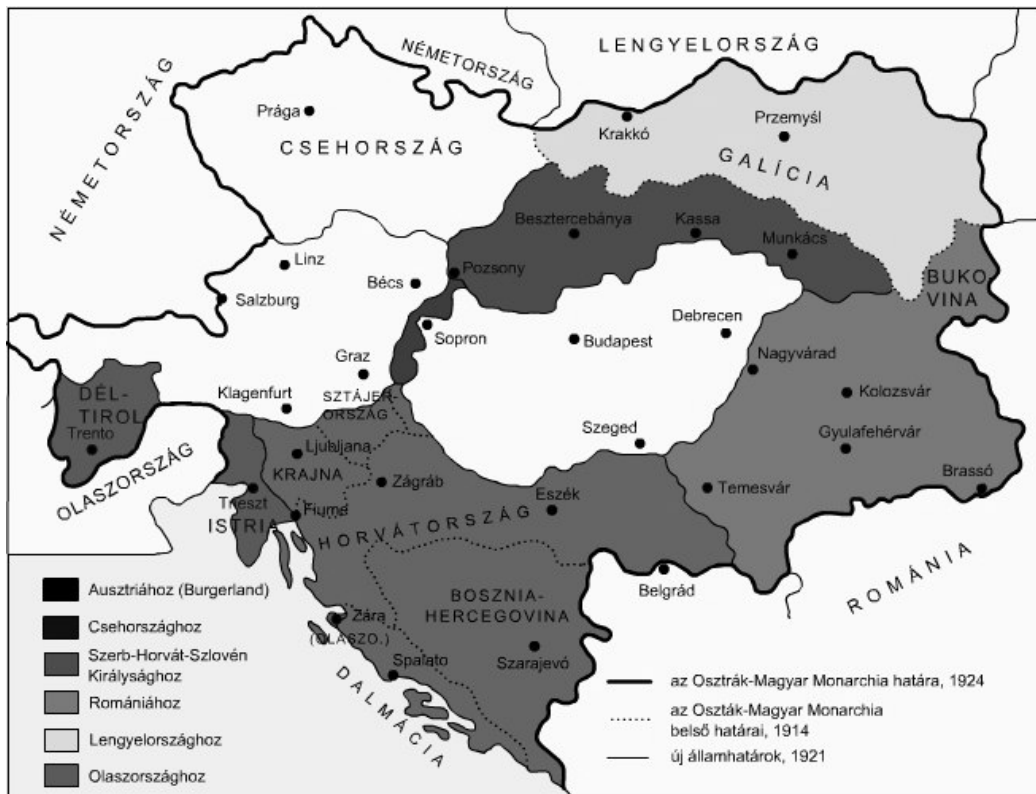 NÉMETORSZÁG
LENGYELORSZÁG
NÉMETORSZÁG
Prága
CSEHORSZÁG
Krakkó
Przemyśl
GALÍCIA
Besztercebánya
Kassa
Munkács
Linz
Bécs
Pozsony
BUKO
VINA
Salzburg
Sopron
Budapest
Debrecen
Graz
Nagyvárad
DÉL-
TIROL
Klagenfurt
SZTÁJER-
ORSZÁG
Kolozsvár
Trento
Ljubljana
Szeged
Gyulafehérvár
OLASZORSZÁG
KRAJNA
Zágráb
Eszék
Temesvár
Brassó
Trieszt
ISTRIA
Fiume
HORVÁTORSZÁG
ROMÁNIA
Belgrád
BOSZNIA-
HERCEGOVINA
Zára
(OLASZO.)
Spalato
Szarajevó
DALMÁCIA
Ausztriához (Burgerland)
Csehországhoz
Szerb-Horvát-Szlovén
Királysághoz
Romániához
Lengyelországhoz
Olaszországhoz
az Osztrák-Magyar Monarchia határa, 1924
az Oszták-Magyar Monarchia
belső határai, 1914
új államhatárok, 1921